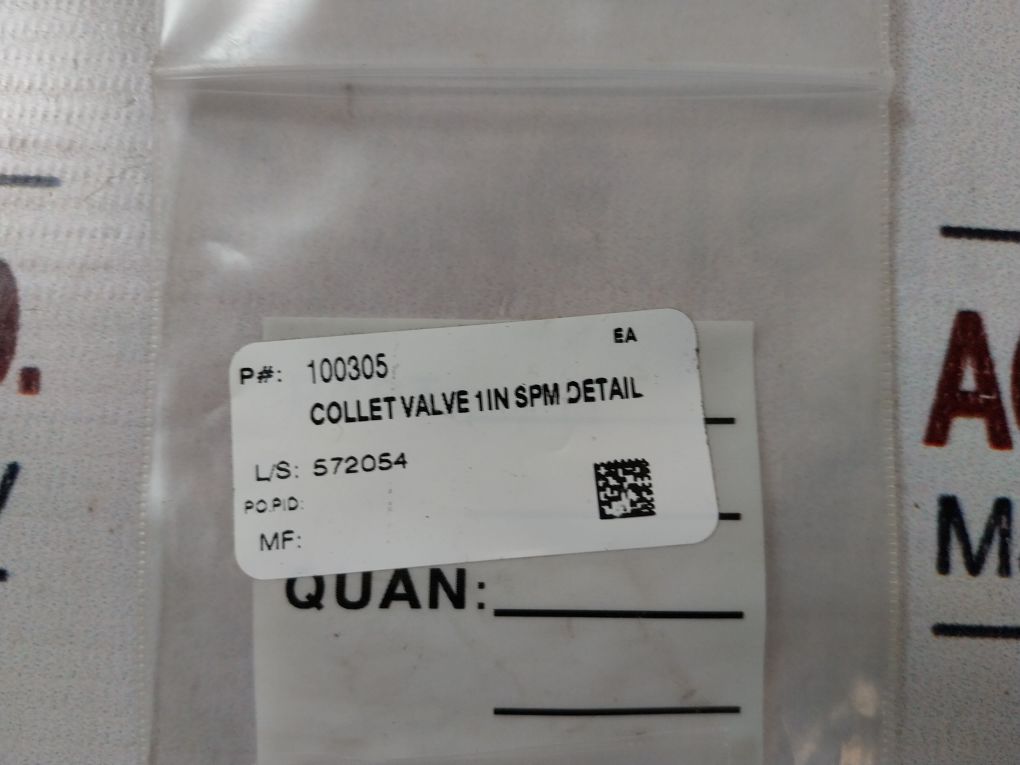 EA
P#: 100305
COLLET VALVE 1IN SPM DETAIL
L/S: 572054
PO.PID:
MF:
QUAN: